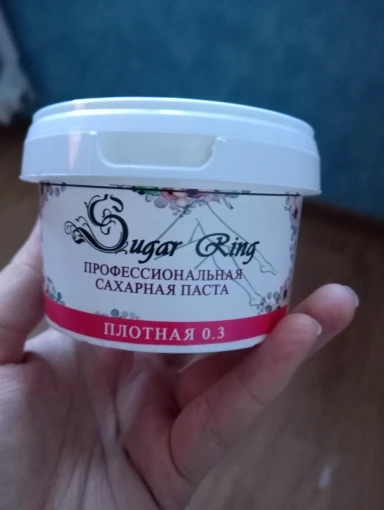 Sugar Ring
ПРОФЕССИОНАЛЬНАЯ
САХАРНАЯ ПАСТА
ПЛОТНАЯ 0.3